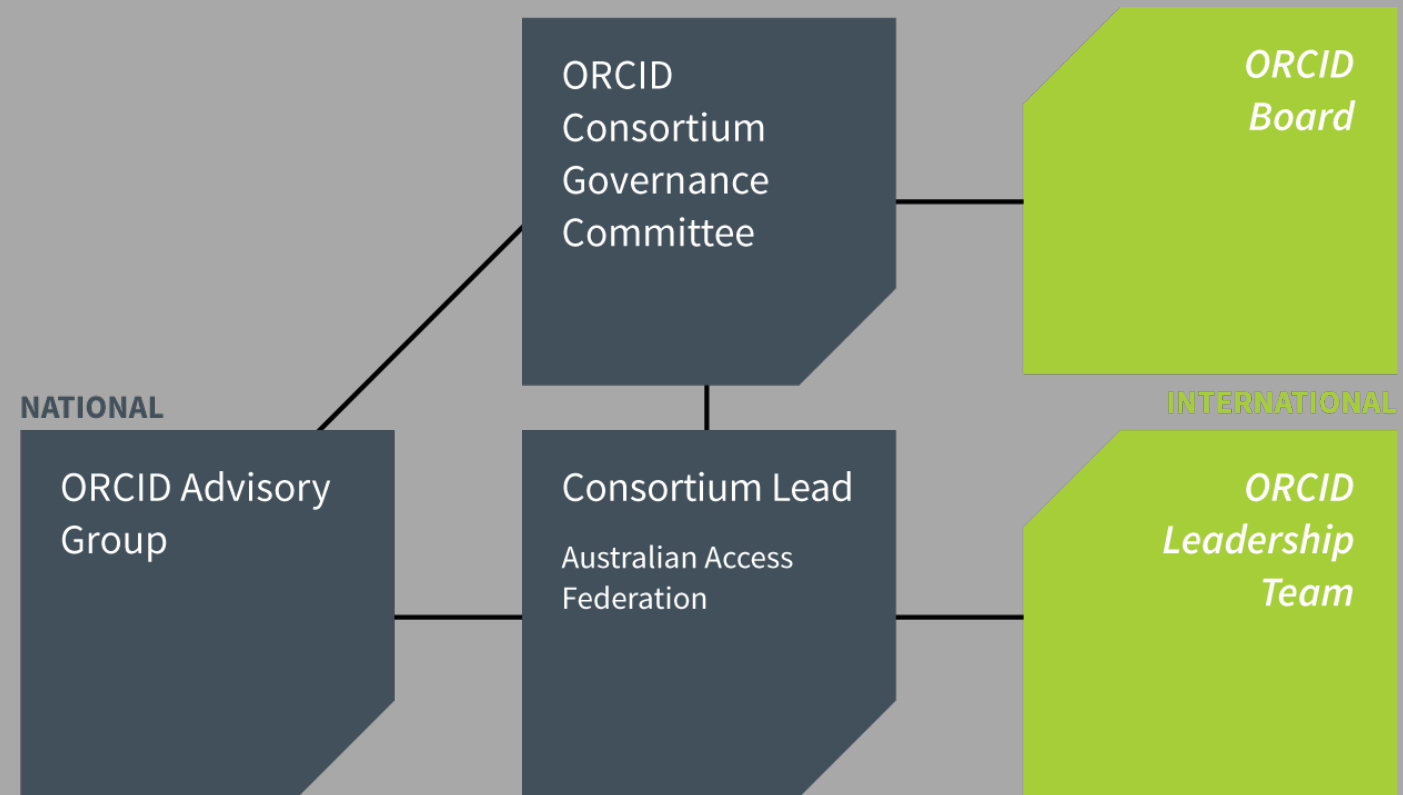 ORCID
Consortium
Governance
Committee
ORCID
Board
NATIONAL
INTERNATIONAL
ORCID Advisory
Group
Consortium Lead
Australian Access
Federation
ORCID
Leadership
Team